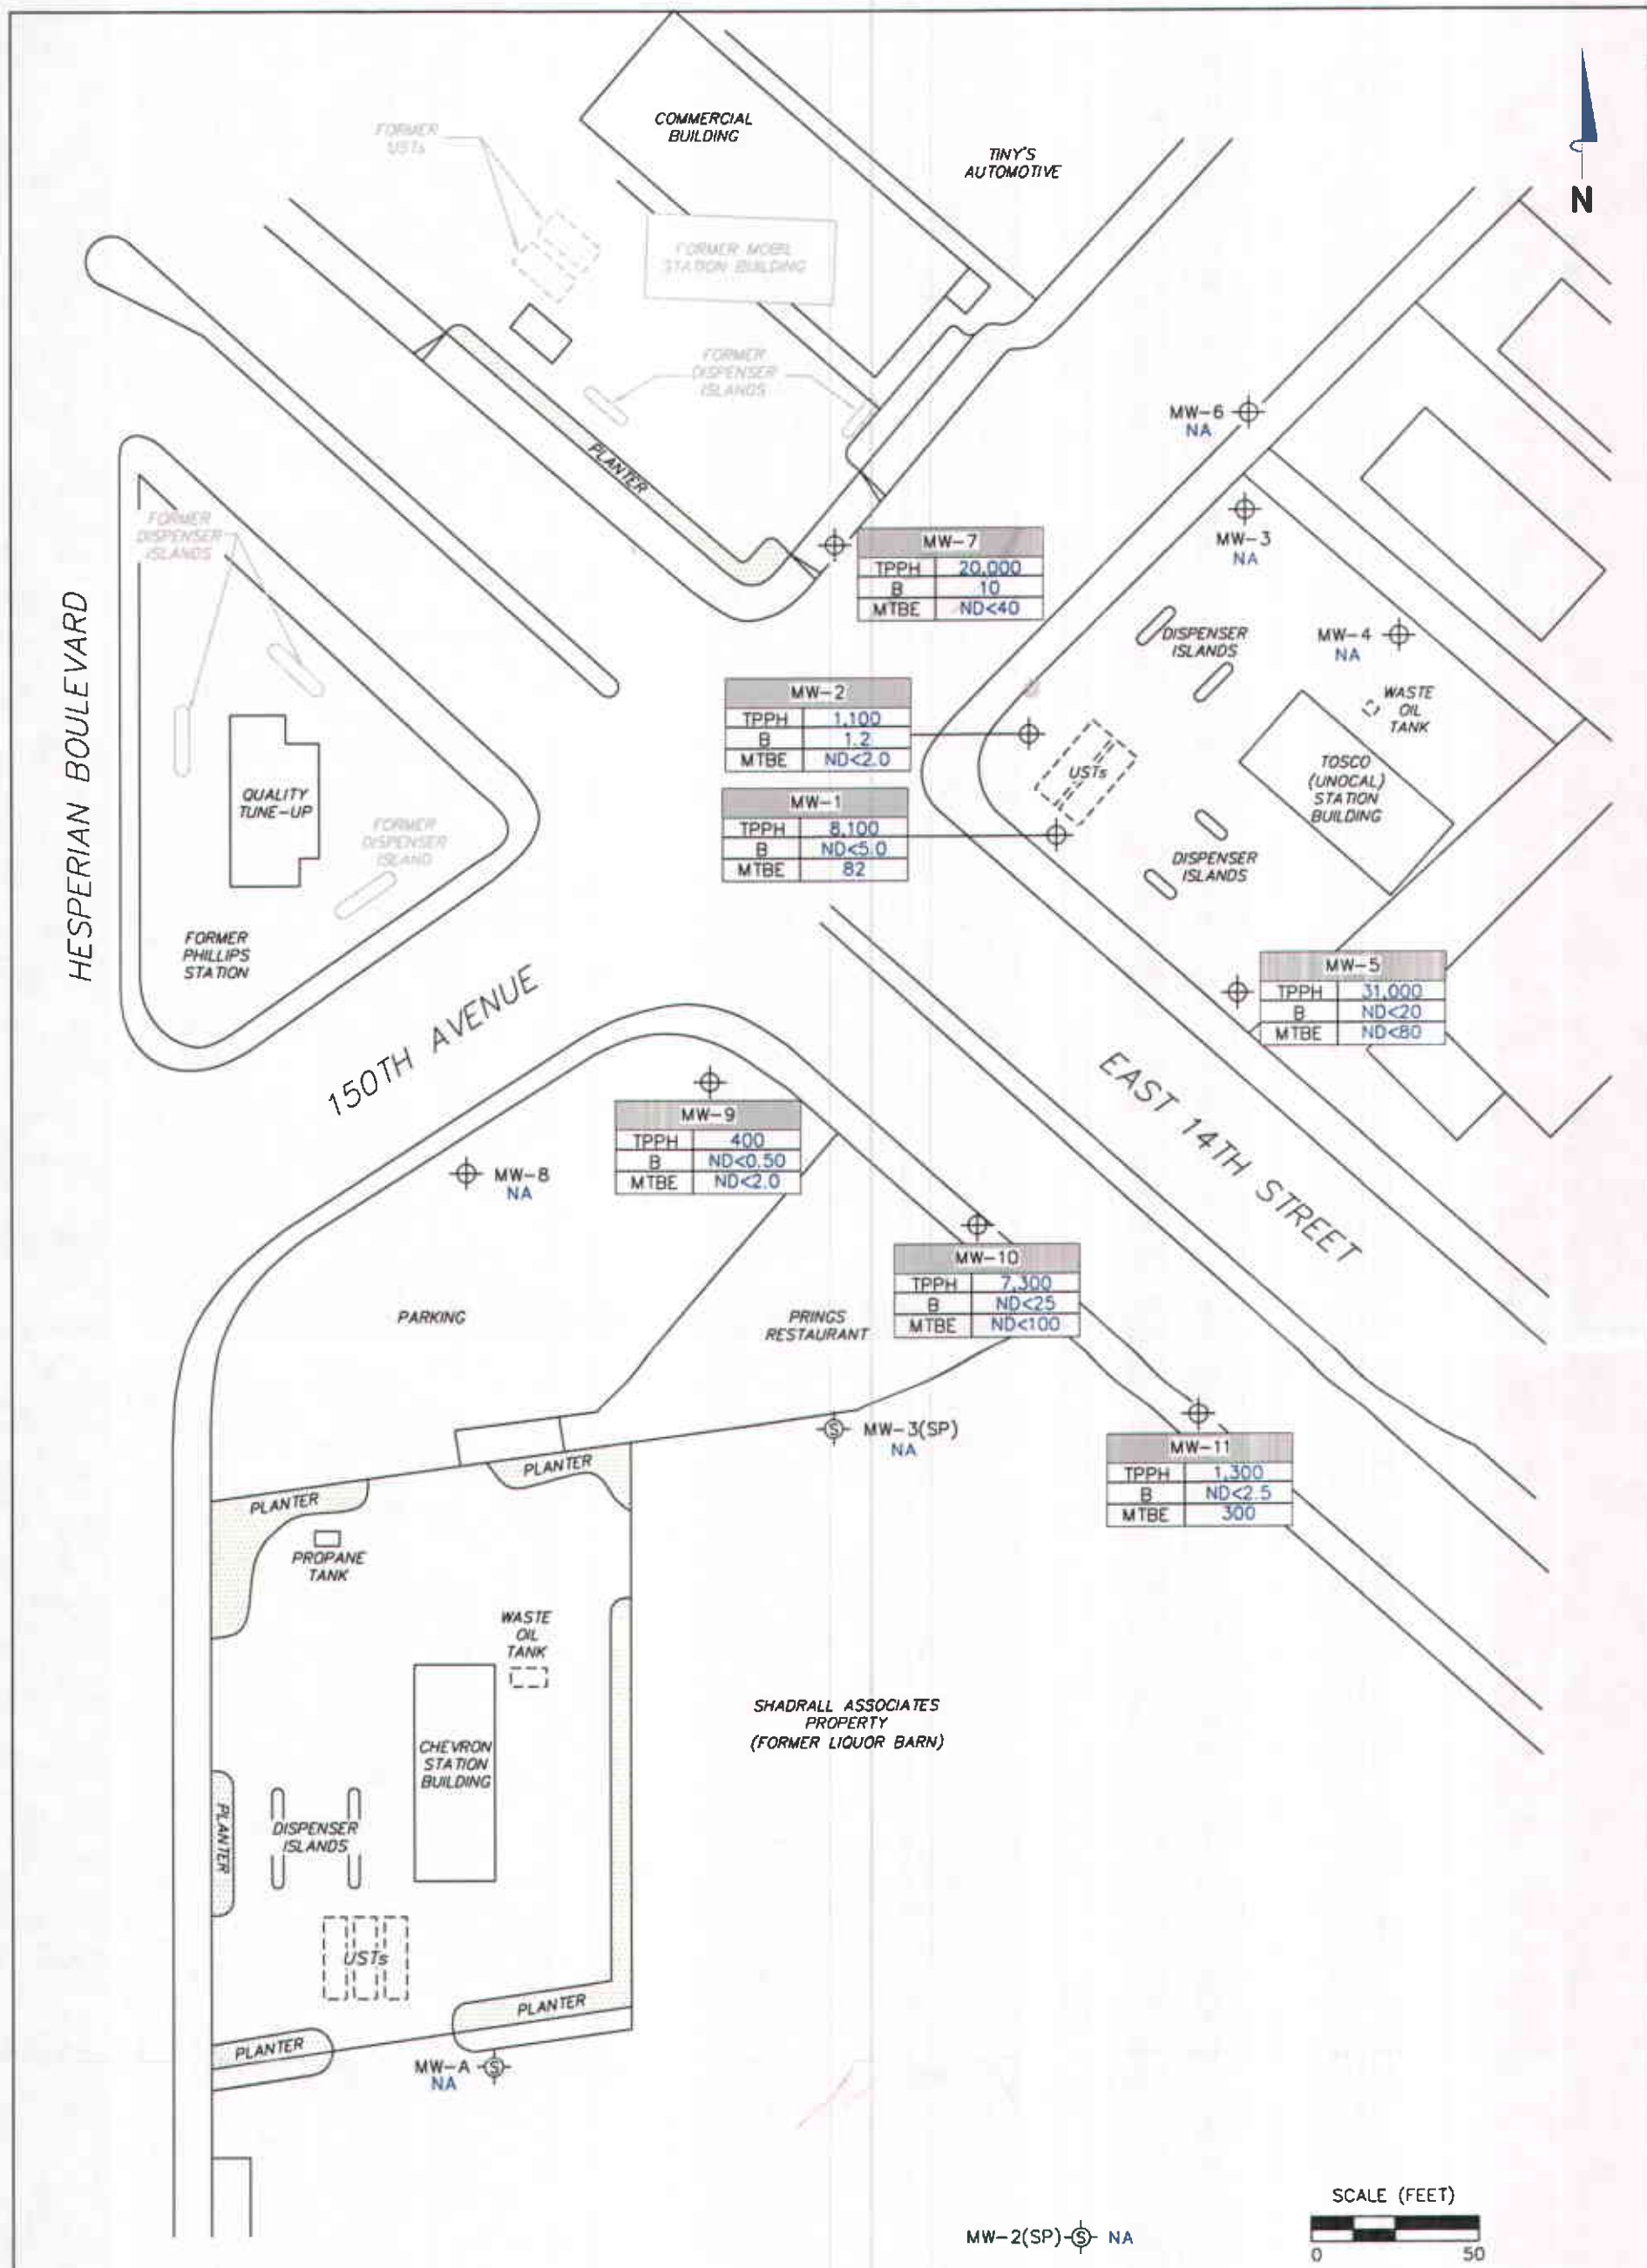 COMMERCIAL
BUILDING
TINY'S
AUTOMOTIVE
N
FORMER
USTs
FORMER MOBIL
STATION BUILDING
FORMER
DISPENSER
ISLANDS
PLANTER
MW-6
NA
MW-3
NA
FORMER
DISPENSER
ISLANDS
MW-7
TPPH 20,000
B 10
MTBE ND<40
HESPERIAN BOULEVARD
DISPENSER
ISLANDS
MW-4
NA
MW-2
TPPH 1,100
B 1.2
MTBE ND<2.0
WASTE
OIL
TANK
USTs
TOSCO
(UNOCAL)
STATION
BUILDING
QUALITY
TUNE-UP
MW-1
TPPH 8,100
B ND<5.0
MTBE 82
FORMER
DISPENSER
ISLAND
DISPENSER
ISLANDS
FORMER
PHILLIPS
STATION
MW-5
TPPH 31,000
B ND<20
MTBE ND<80
150TH AVENUE
EAST 14TH STREET
MW-9
TPPH 400
B ND<0.50
MTBE ND<2.0
MW-8
NA
MW-10
TPPH 7,300
B ND<25
MTBE ND<100
PARKING
PRINGS
RESTAURANT
MW-3(SP)
NA
MW-11
TPPH 1,300
B ND<2.5
MTBE 300
PLANTER
PLANTER
PROPANE
TANK
WASTE
OIL
TANK
SHADRALL ASSOCIATES
PROPERTY
(FORMER LIQUOR BARN)
CHEVRON
STATION
BUILDING
PLANTER
DISPENSER
ISLANDS
USTs
PLANTER
PLANTER
MW-A
NA
MW-2(SP) S NA
SCALE (FEET)
0 50